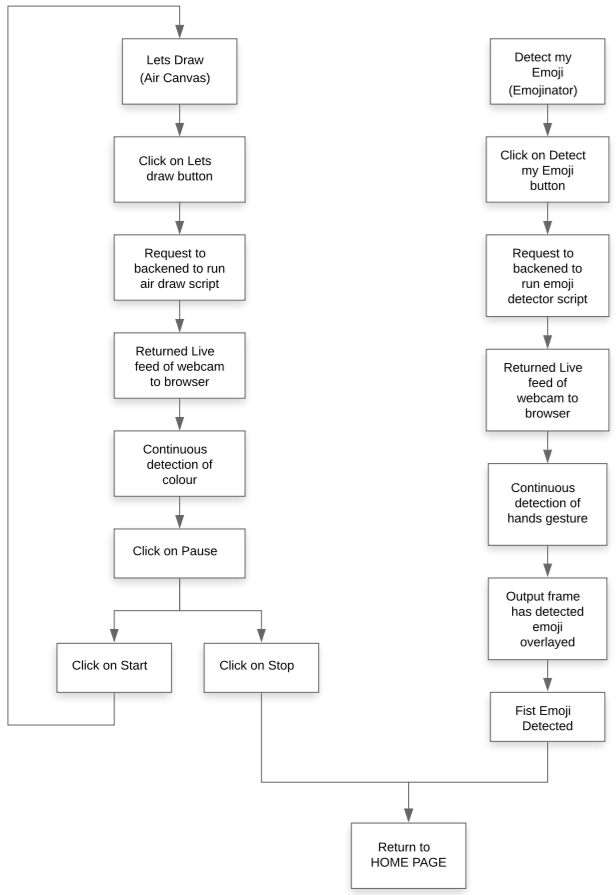 Lets Draw
(Air Canvas)
Click on Lets
draw button
Request to
backened to run
air draw script
Returned Live
feed of webcam
to browser
Continuous
detection of
colour
Click on Pause
Click on Start
Click on Stop
Detect my
Emoji
(Emojinator)
Click on Detect
my Emoji
button
Request to
backened to
run emoji
detector script
Returned Live
feed of
webcam to
browser
Continuous
detection of
hands gesture
Output frame
has detected
emoji
overlayed
Fist Emoji
Detected
Return to
HOME PAGE